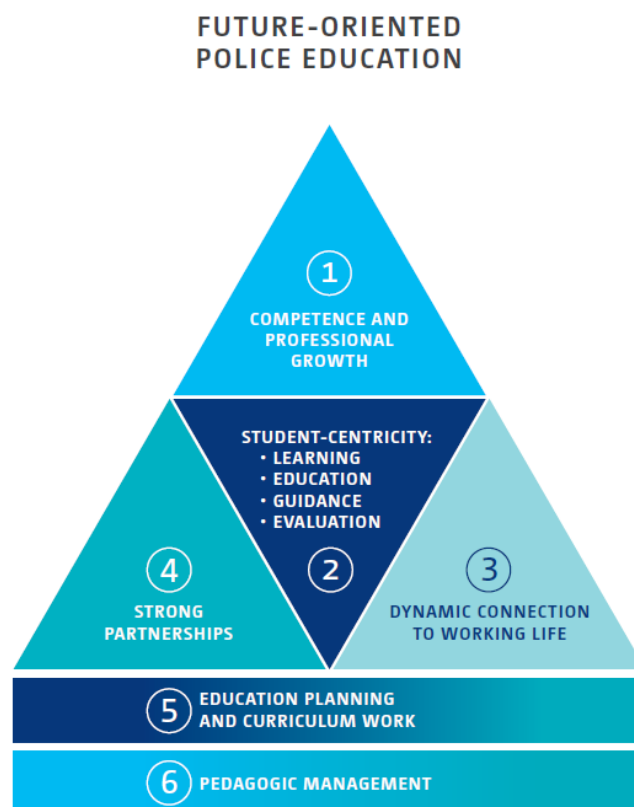 FUTURE-ORIENTED
POLICE EDUCATION
1
COMPETENCE AND
PROFESSIONAL
GROWTH
STUDENT-CENTRICITY:
• LEARNING
• EDUCATION
• GUIDANCE
• EVALUATION
2
3
DYNAMIC CONNECTION
TO WORKING LIFE
4
STRONG
PARTNERSHIPS
5
EDUCATION PLANNING
AND CURRICULUM WORK
6
PEDAGOGIC MANAGEMENT